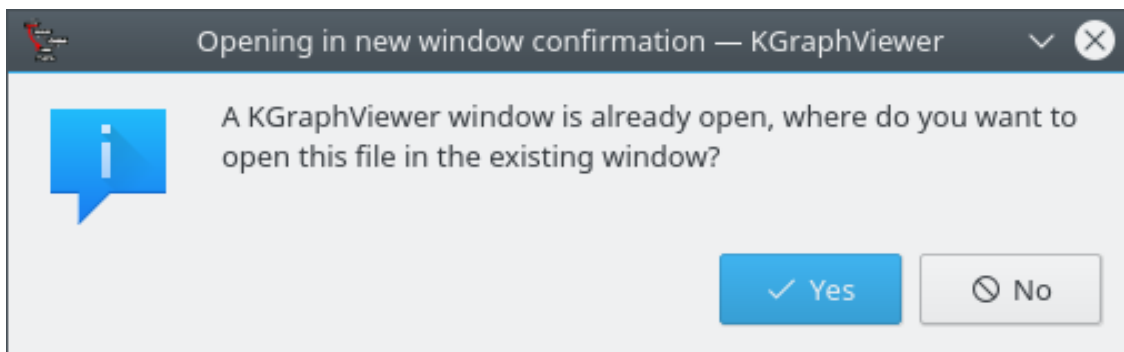 Opening in new window confirmation — KGraphViewer
A KGraphViewer window is already open, where do you want to
open this file in the existing window?
Yes
No